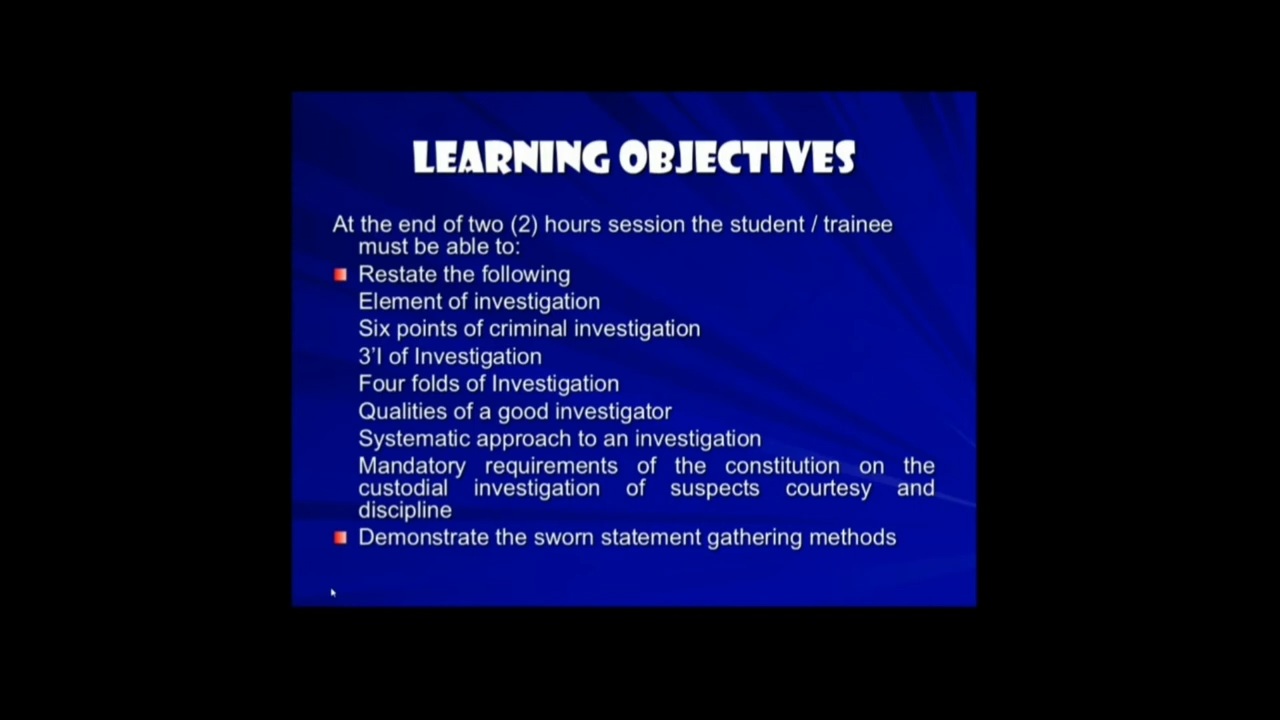 LEARNING OBJECTIVES
At the end of two (2) hours session the student / trainee
must be able to:
Restate the following
Element of investigation
Six points of criminal investigation
3'I of Investigation
Four folds of Investigation
Qualities of a good investigator
Systematic approach to an investigation
Mandatory requirements of the constitution on the
custodial investigation of suspects courtesy and
discipline
Demonstrate the sworn statement gathering methods